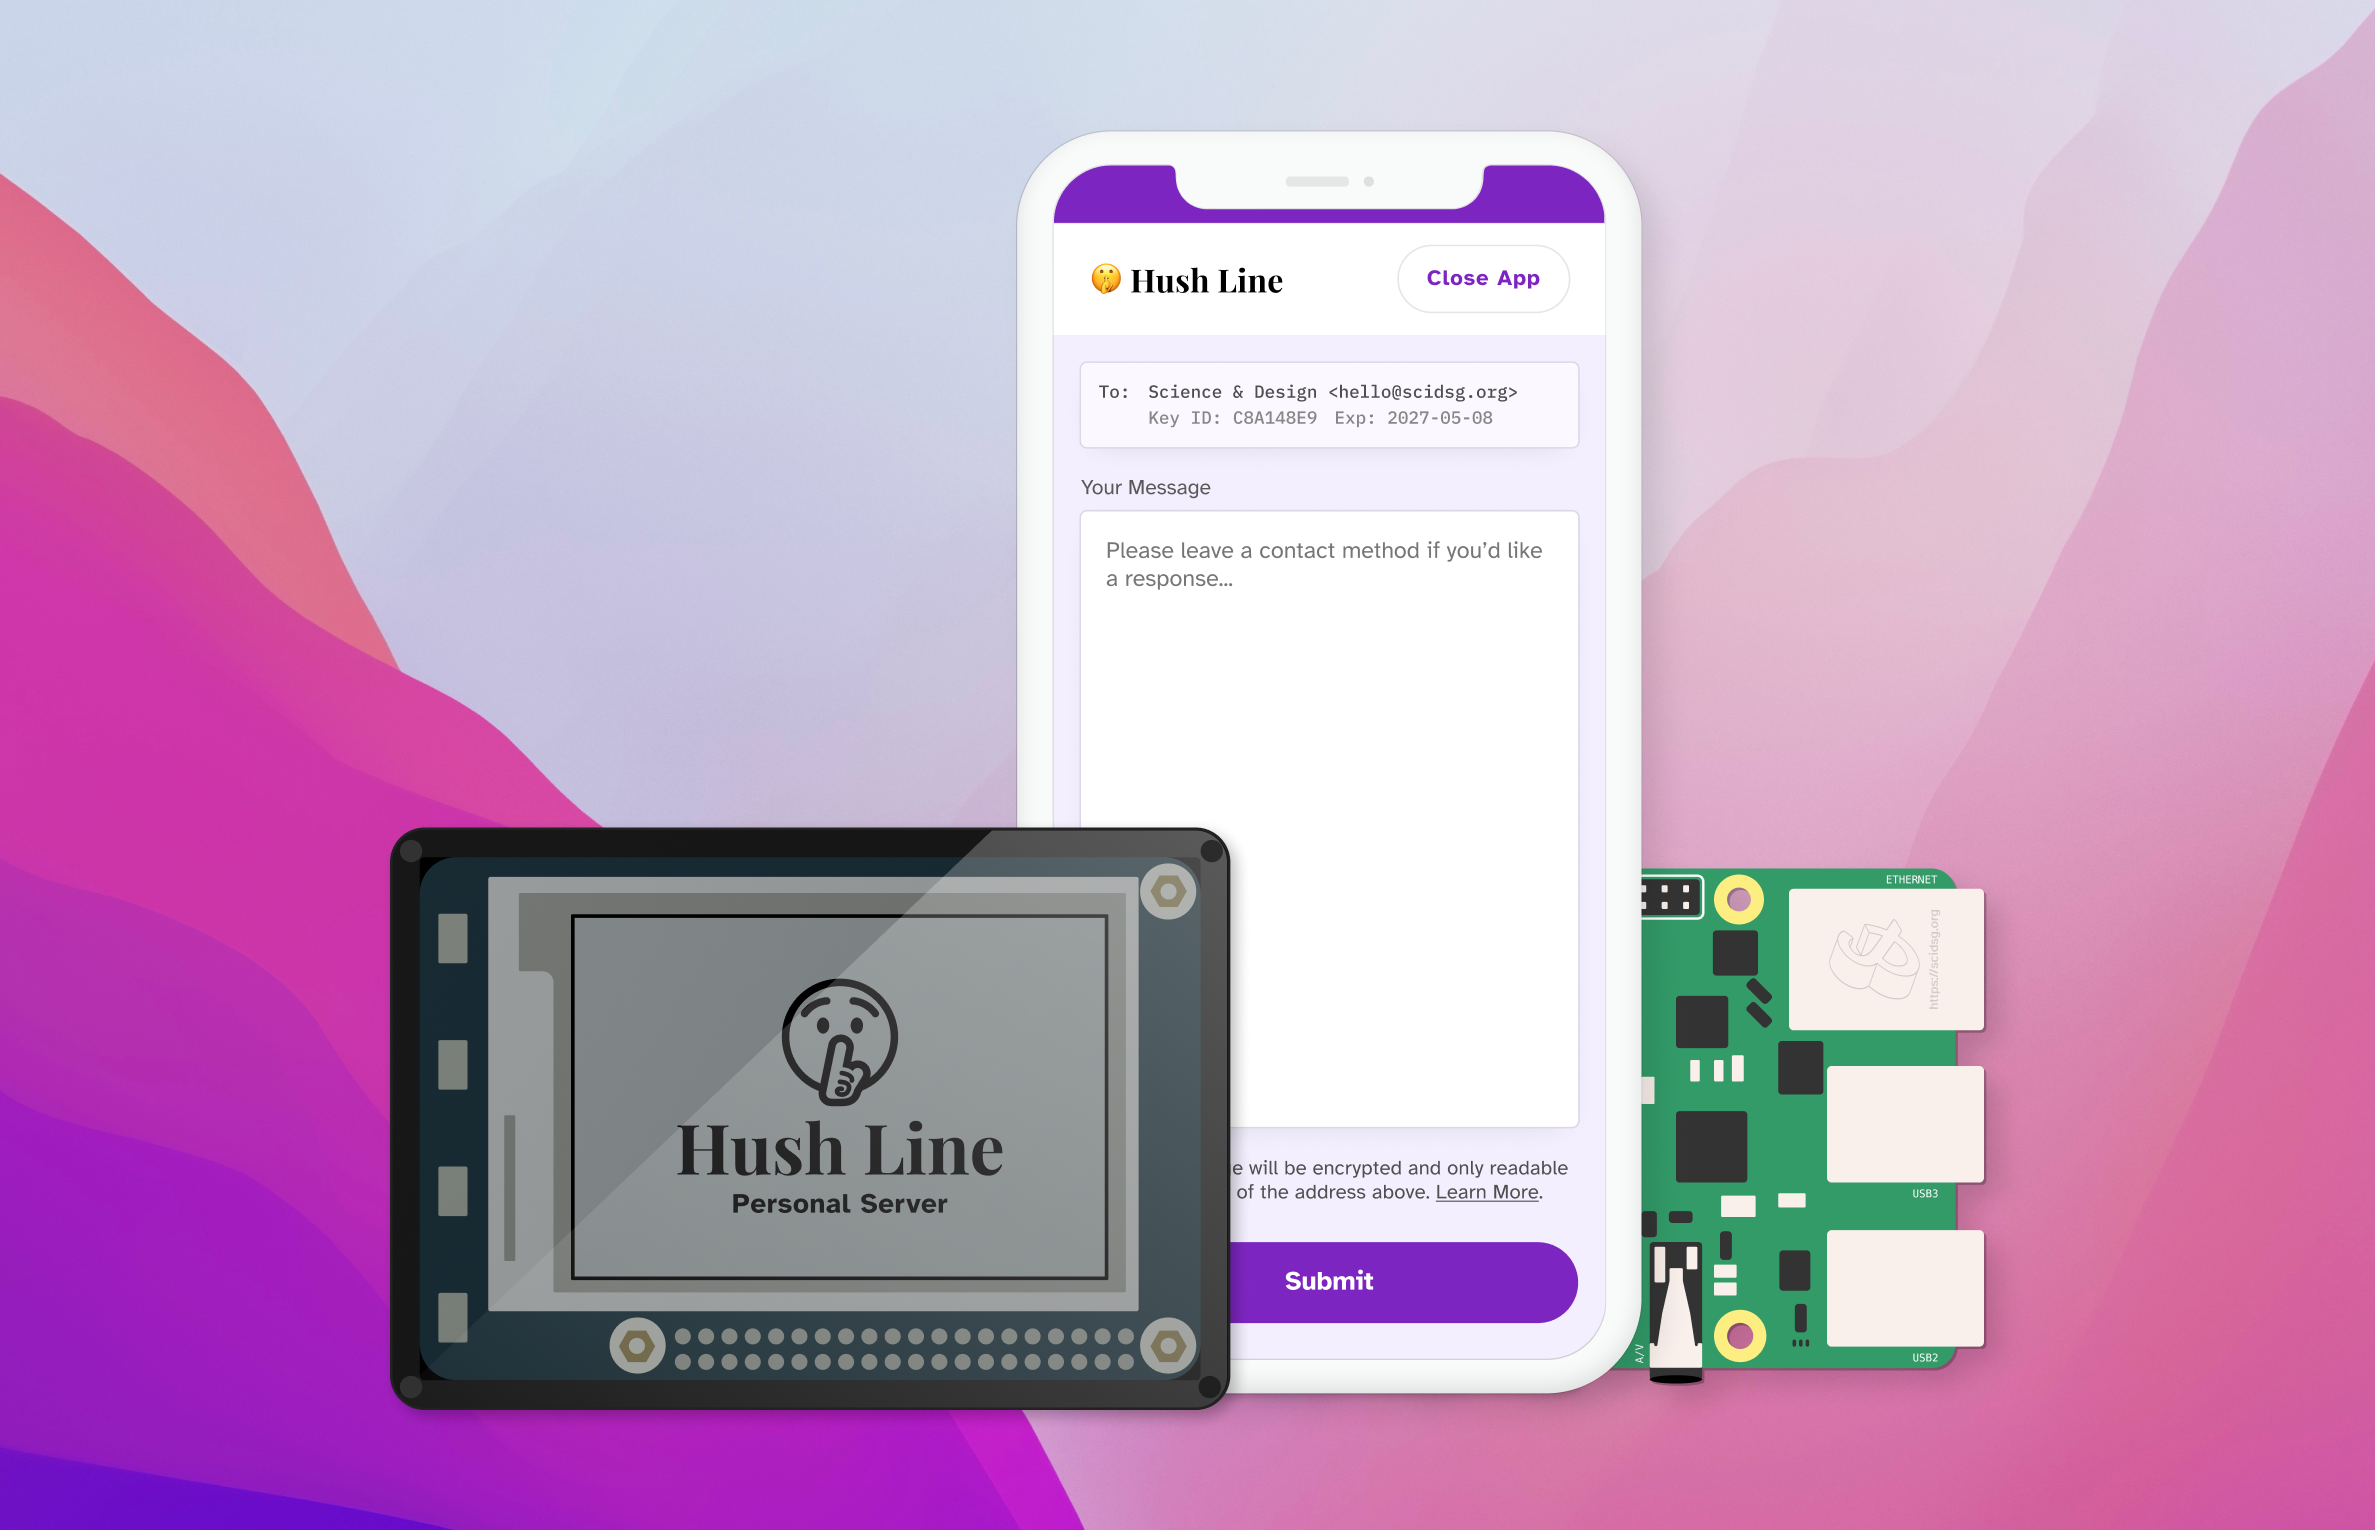 Hush Line
Close App
To: Science & Design <hello@scidsg.org>
Key ID: C8A148E9 Exp: 2027-05-08
Your Message
Please leave a contact method if you’d like
a response...
will be encrypted and only readable
of the address above. Learn More.
Submit
Hush Line
Personal Server
ETHERNET
https://scidsg.org
USB3
USB2
A/V